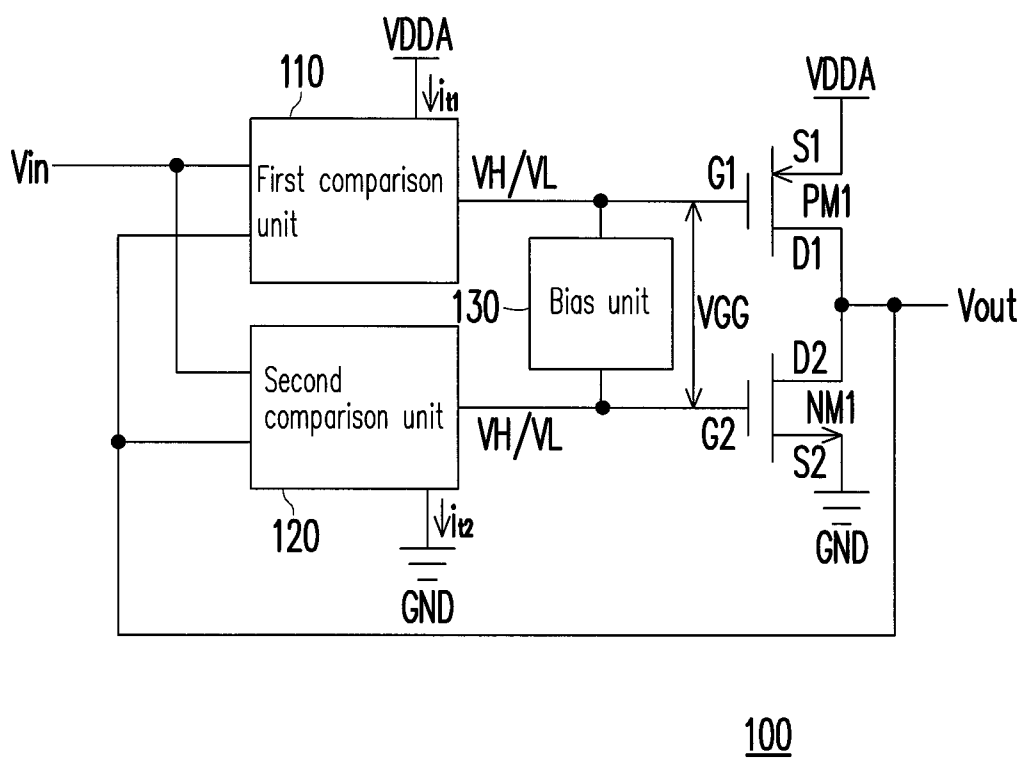 VDDA
110
it1
VDDA
Vin
First comparison
unit
VH/VL
G1
S1
PM1
D1
130
Bias unit
VGG
Vout
Second
comparison unit
VH/VL
G2
D2
NM1
S2
120
it2
GND
GND
100